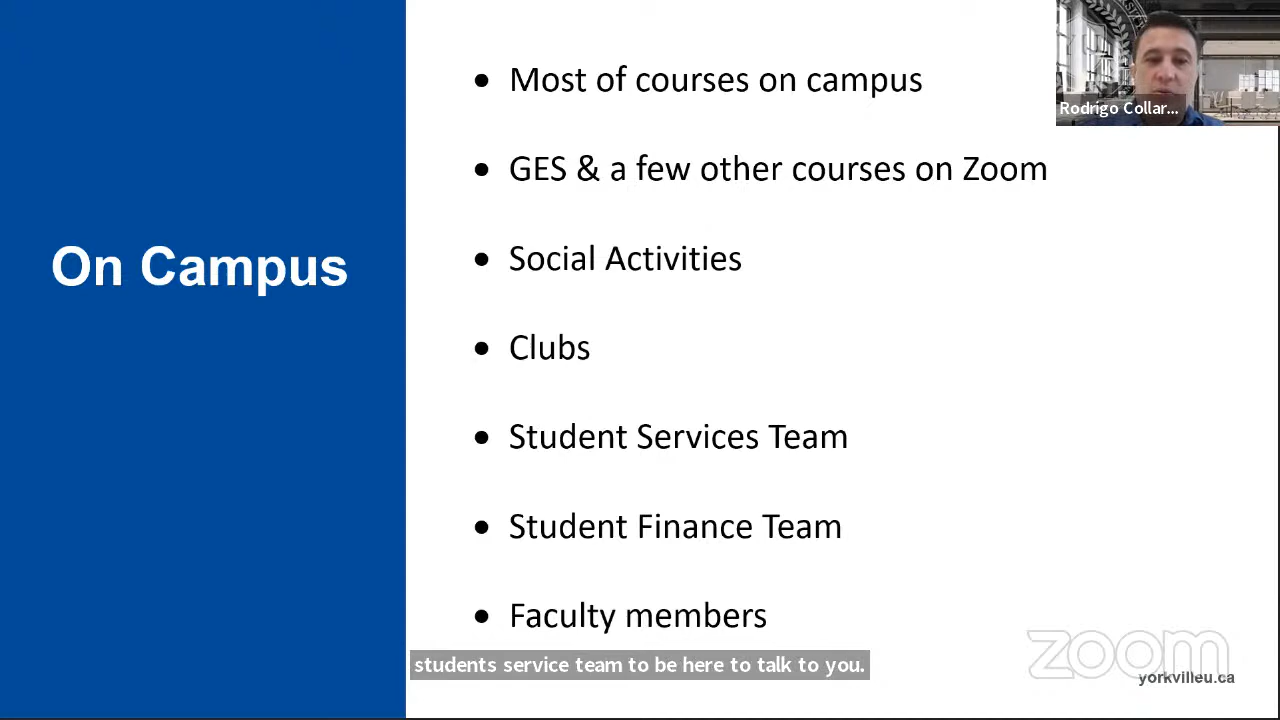 On Campus
Most of courses on campus
GES & a few other courses on Zoom
Social Activities
Clubs
Student Services Team
Student Finance Team
Faculty members
Rodrigo Collar...
students service team to be here to talk to you.
zoom
yorkvilleu.ca